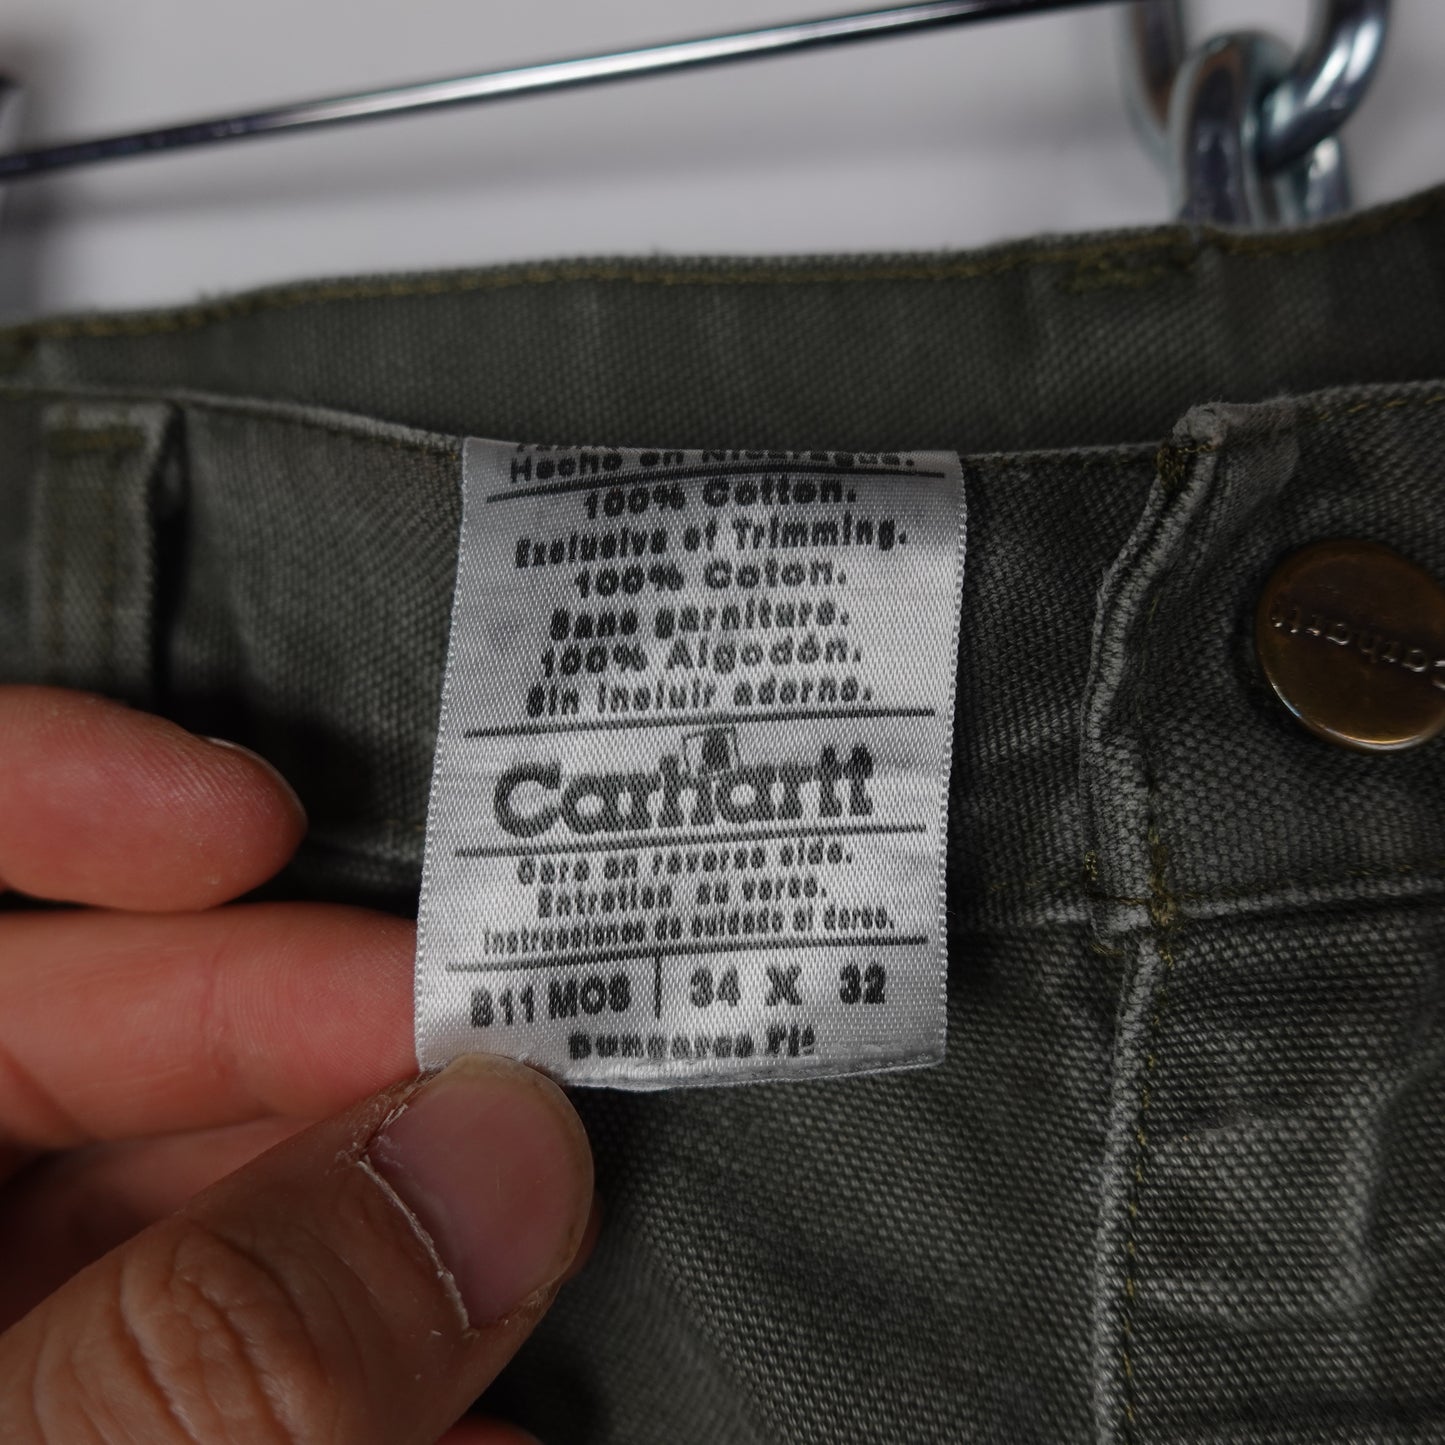 Hecho en Nicaragua.
100% Cotton.
Exclusive of Trimming.
100% Coton.
Sans garniture.
100% Algodón.
Sin incluir adorno.
Carhartt
Care on reverse side.
Entretien au verso.
Instrucciones de cuidado al dorso.
B11 MOS 34 X 32
Dungaree Fit
Carhartt